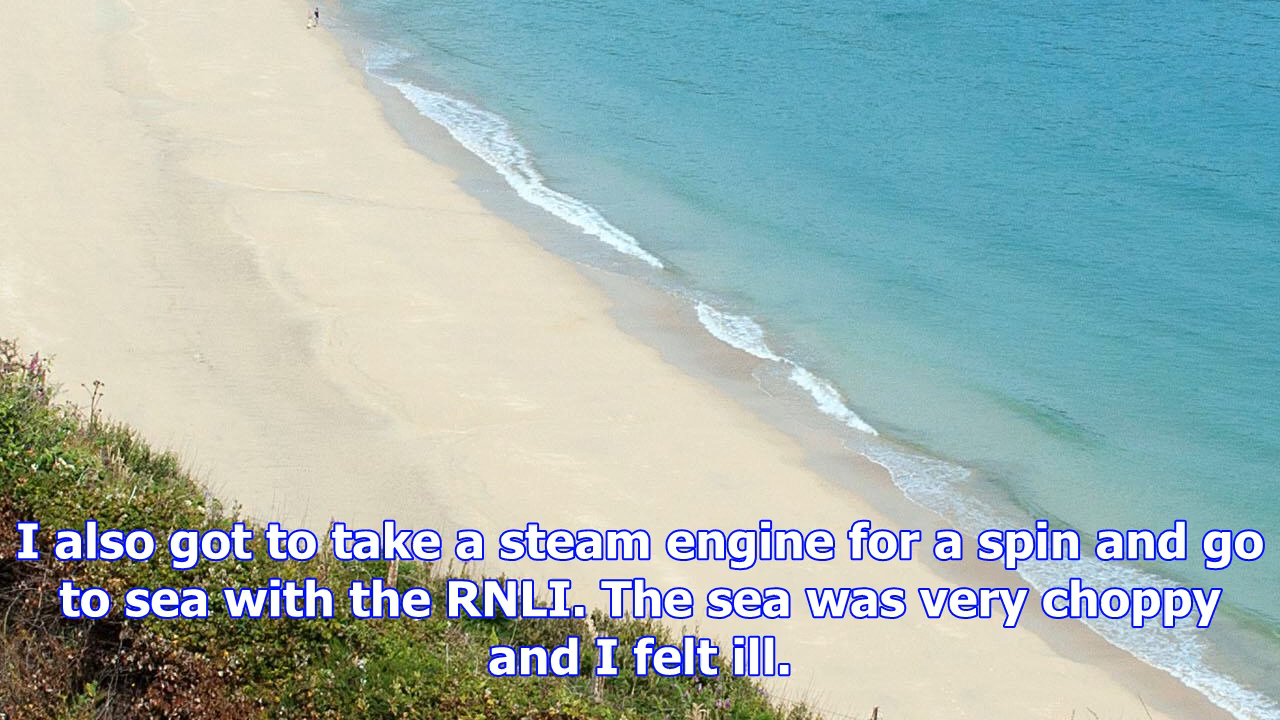 I also got to take a steam engine for a spin and go
to sea with the RNLI. The sea was very choppy
and I felt ill.